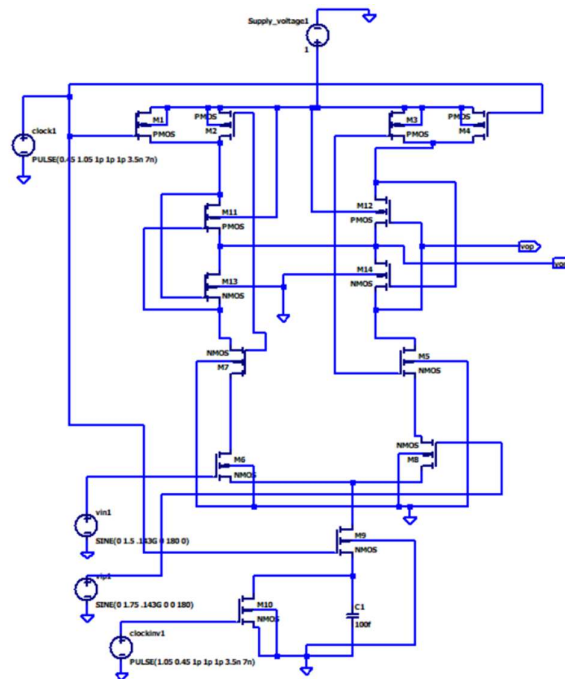 Supply_voltage1
1
M1
PMOS
PMOS
M2
M3
PMOS
PMOS
M4
clock1
PULSE(0.45 1.05 1p 1p 1p 3.5n 7n)
M11
PMOS
M12
PMOS
vop
M13
NMOS
M14
NMOS
NMOS
M7
M5
NMOS
M6
NMOS
NMOS
M8
vin1
SINE(0 1.5 .143G 0 180 0)
M9
NMOS
vip1
SINE(0 1.75 .143G 0 0 180)
M10
NMOS
C1
100f
clockinv1
PULSE(1.05 0.45 1p 1p 1p 3.5n 7n)